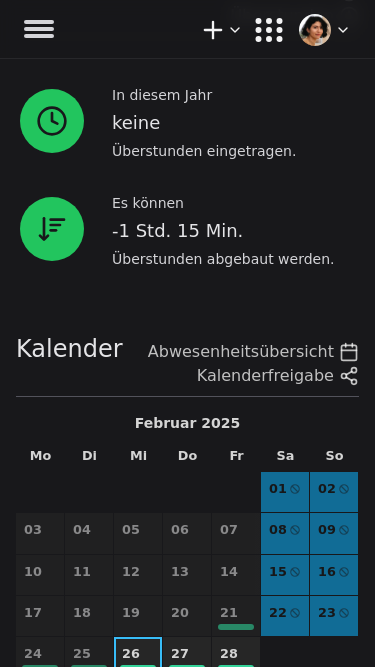 In diesem Jahr
keine
Überstunden eingetragen.
Es können
-1 Std. 15 Min.
Überstunden abgebaut werden.
Kalender
Abwesenheitsübersicht
Kalenderfreigabe
Februar 2025
Mo Di Mi Do Fr Sa So
01 02
03 04 05 06 07 08 09
10 11 12 13 14 15 16
17 18 19 20 21 22 23
24 25 26 27 28